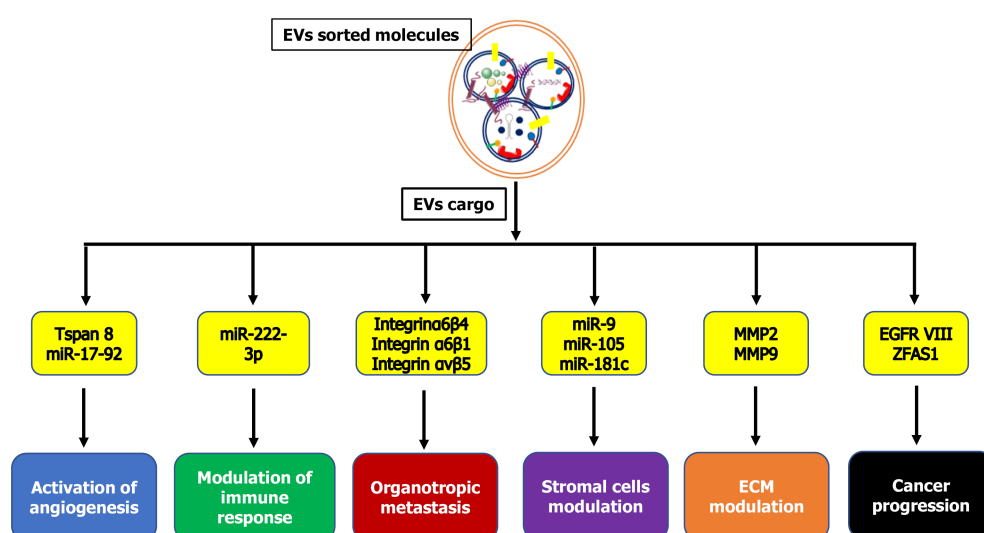 EVs sorted molecules
EVs cargo
Tspan 8
miR-17-92
miR-222-
3p
Integrinα6β4
Integrin α6β1
Integrin ανβ5
miR-9
miR-105
miR-181c
MMP2
MMP9
EGFR VIII
ZFAS1
Activation of
angiogenesis
Modulation of
immune
response
Organotropic
metastasis
Stromal cells
modulation
ECM
modulation
Cancer
progression